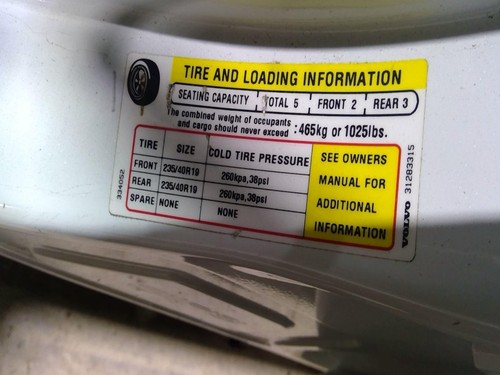 TIRE AND LOADING INFORMATION
SEATING CAPACITY TOTAL 5 FRONT 2 REAR 3
The combined weight of occupants
and cargo should never exceed : 465kg or 1025lbs.
TIRE SIZE COLD TIRE PRESSURE
FRONT 235/40R19 260kpa,38psi
REAR 235/40R19 260kpa,38psi
SPARE NONE NONE
SEE OWNERS
MANUAL FOR
ADDITIONAL
INFORMATION
334052
VOLVO 31283315